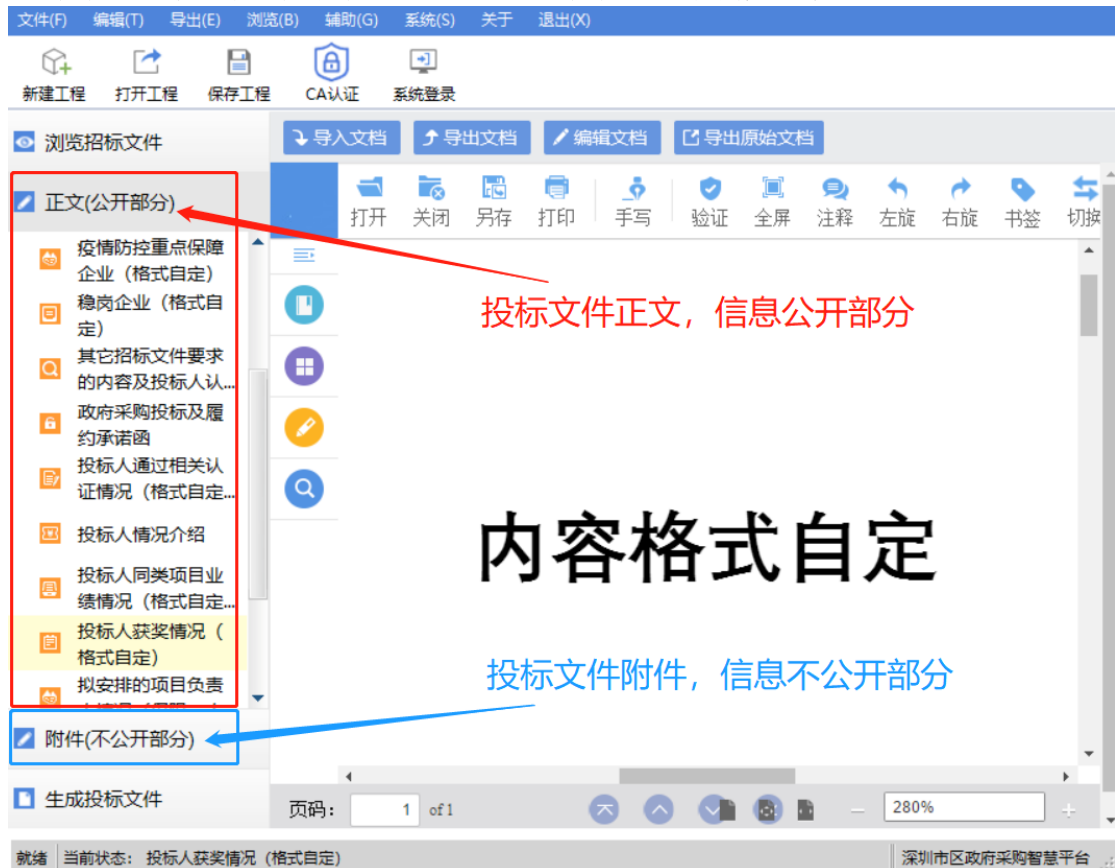 文件(F) 编辑(T) 导出(E) 浏览(B) 辅助(G) 系统(S) 关于 退出(X)
新建工程 打开工程 保存工程 CA认证 系统登录
浏览招标文件
导入文档 导出文档 编辑文档 导出原始文档
正文(公开部分)
打开 关闭 另存 打印 手写 验证 全屏 注释 左旋 右旋 书签 切换
疫情防控重点保障
企业（格式自定）
稳岗企业（格式自
定）
其它招标文件要求
的内容及投标人认...
政府采购投标及履
约承诺函
投标人通过相关认
证情况（格式自定...
投标人情况介绍
投标人同类项目业
绩情况（格式自定...
投标人获奖情况（
格式自定）
拟安排的项目负责
投标文件正文，信息公开部分
内容格式自定
投标文件附件，信息不公开部分
附件(不公开部分)
生成投标文件
页码: 1 of 1 280%
就绪 当前状态: 投标人获奖情况（格式自定） 深圳市区政府采购智慧平台